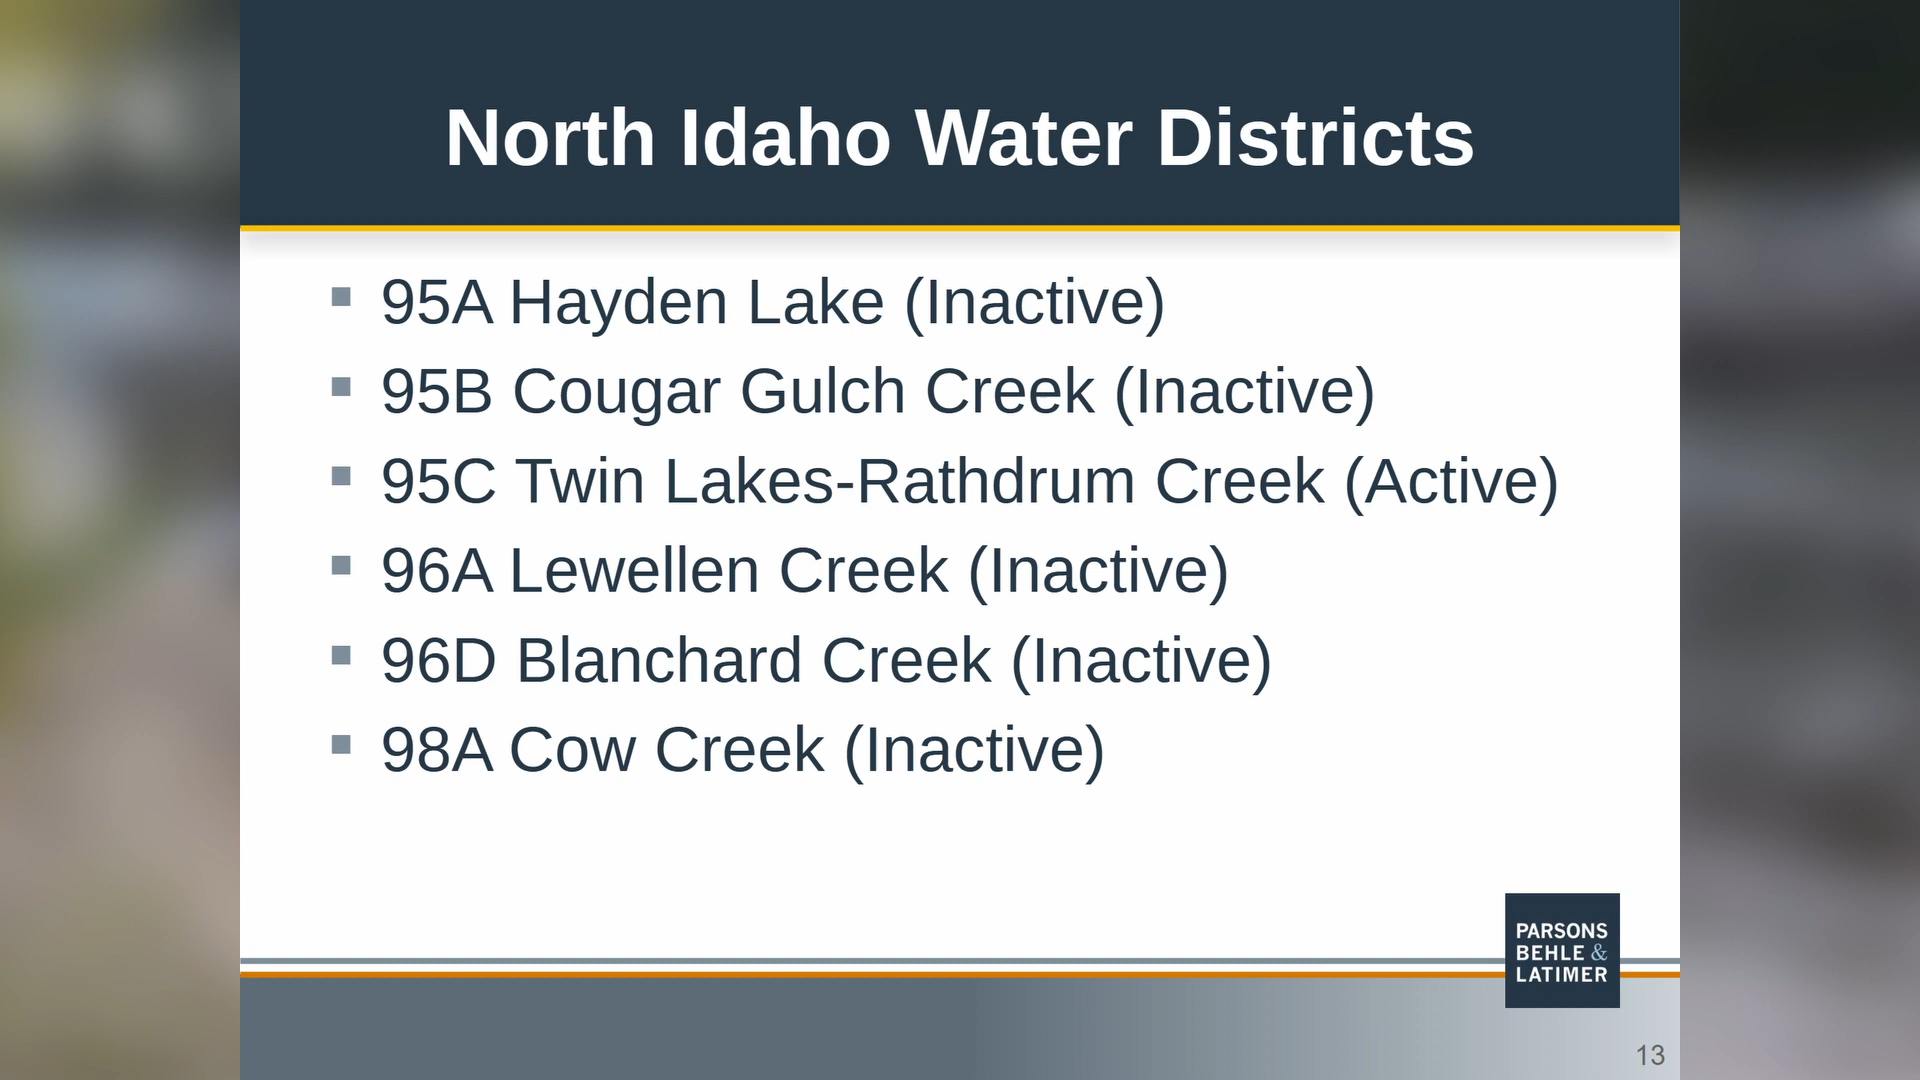 North Idaho Water Districts
95A Hayden Lake (Inactive)
95B Cougar Gulch Creek (Inactive)
95C Twin Lakes-Rathdrum Creek (Active)
96A Lewellen Creek (Inactive)
96D Blanchard Creek (Inactive)
98A Cow Creek (Inactive)
PARSONS
BEHLE &
LATIMER
13